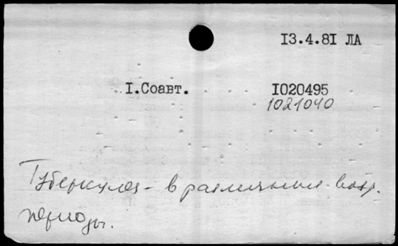 13.4.81 ЛА
I.Соавт. 1020495
1021040
Туберкулез - в различные возр.
периоды.